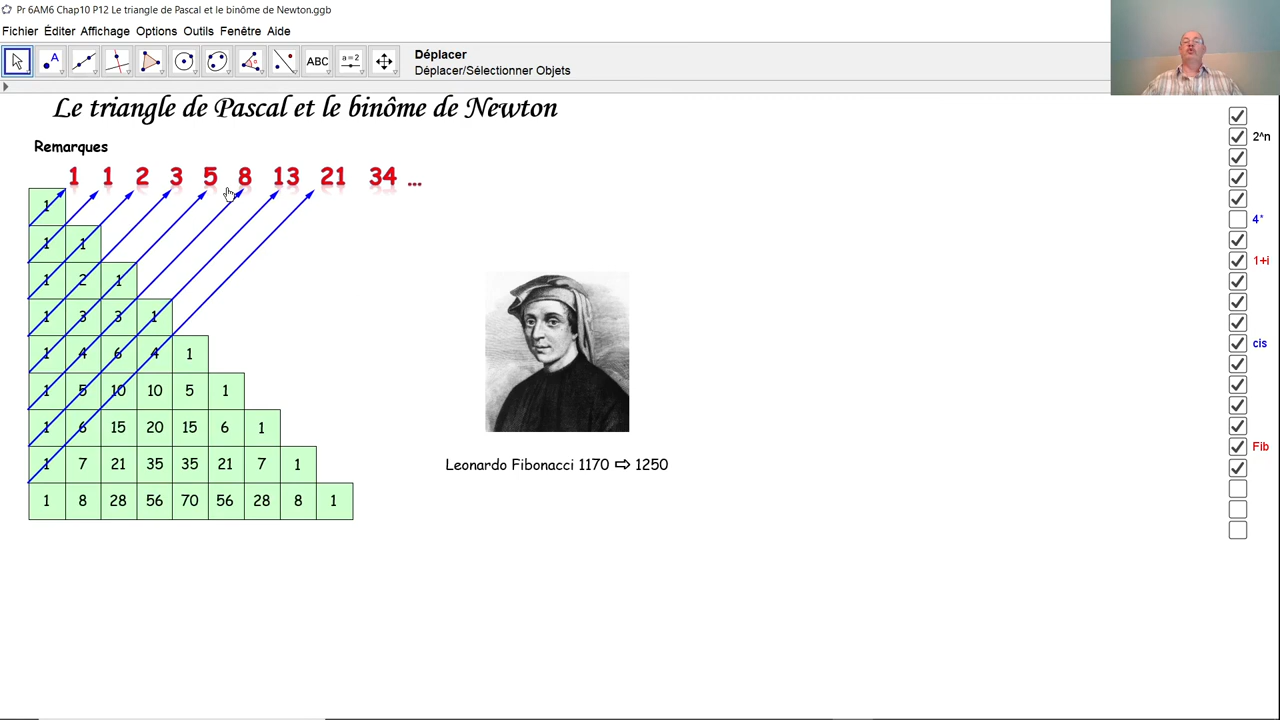 Pr 6AM6 Chap10 P12 Le triangle de Pascal et le binôme de Newton.ggb
Fichier Éditer Affichage Options Outils Fenêtre Aide
ABC
a=2
Déplacer
Déplacer/Sélectionner Objets
Le triangle de Pascal et le binôme de Newton
Remarques
1 1 2 3 5 8 13 21 34 ...
1
1 1
1 2 1
1 3 3 1
1 4 6 4 1
1 5 10 10 5 1
1 6 15 20 15 6 1
1 7 21 35 35 21 7 1
1 8 28 56 70 56 28 8 1
Leonardo Fibonacci 1170 ⇨ 1250
2^n
4*
1+i
cis
Fib